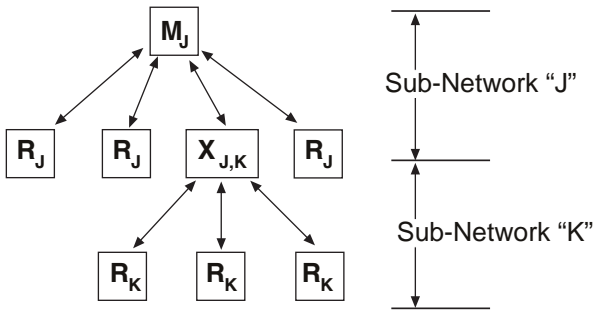 M_J
Sub-Network “J”
R_J R_J X_J,K R_J
Sub-Network “K”
R_K R_K R_K